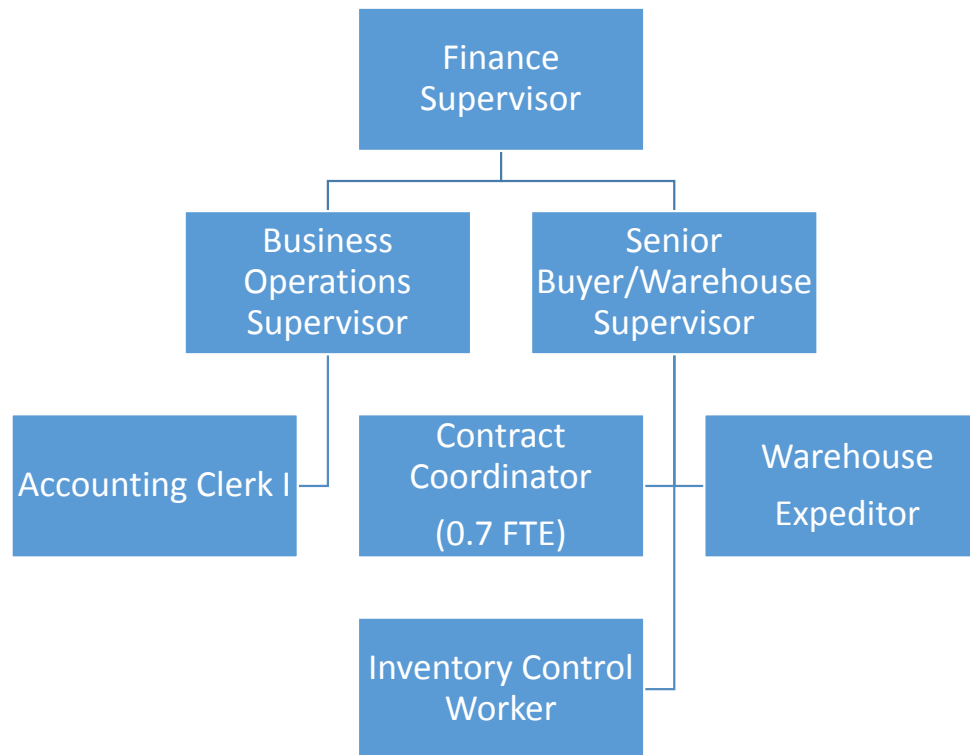 Finance
Supervisor
Business
Operations
Supervisor
Senior
Buyer/Warehouse
Supervisor
Accounting Clerk I
Contract
Coordinator
(0.7 FTE)
Warehouse
Expeditor
Inventory Control
Worker